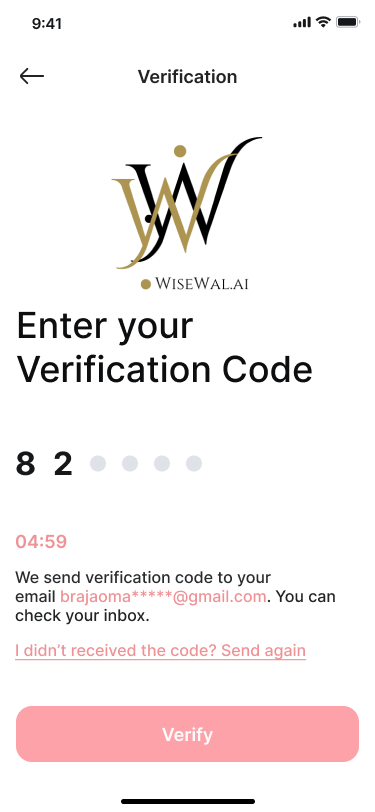 9:41
Verification
WiseWal.ai
Enter your
Verification Code
8 2
04:59
We send verification code to your
email brajaoma*****@gmail.com. You can
check your inbox.
I didn’t received the code? Send again
Verify